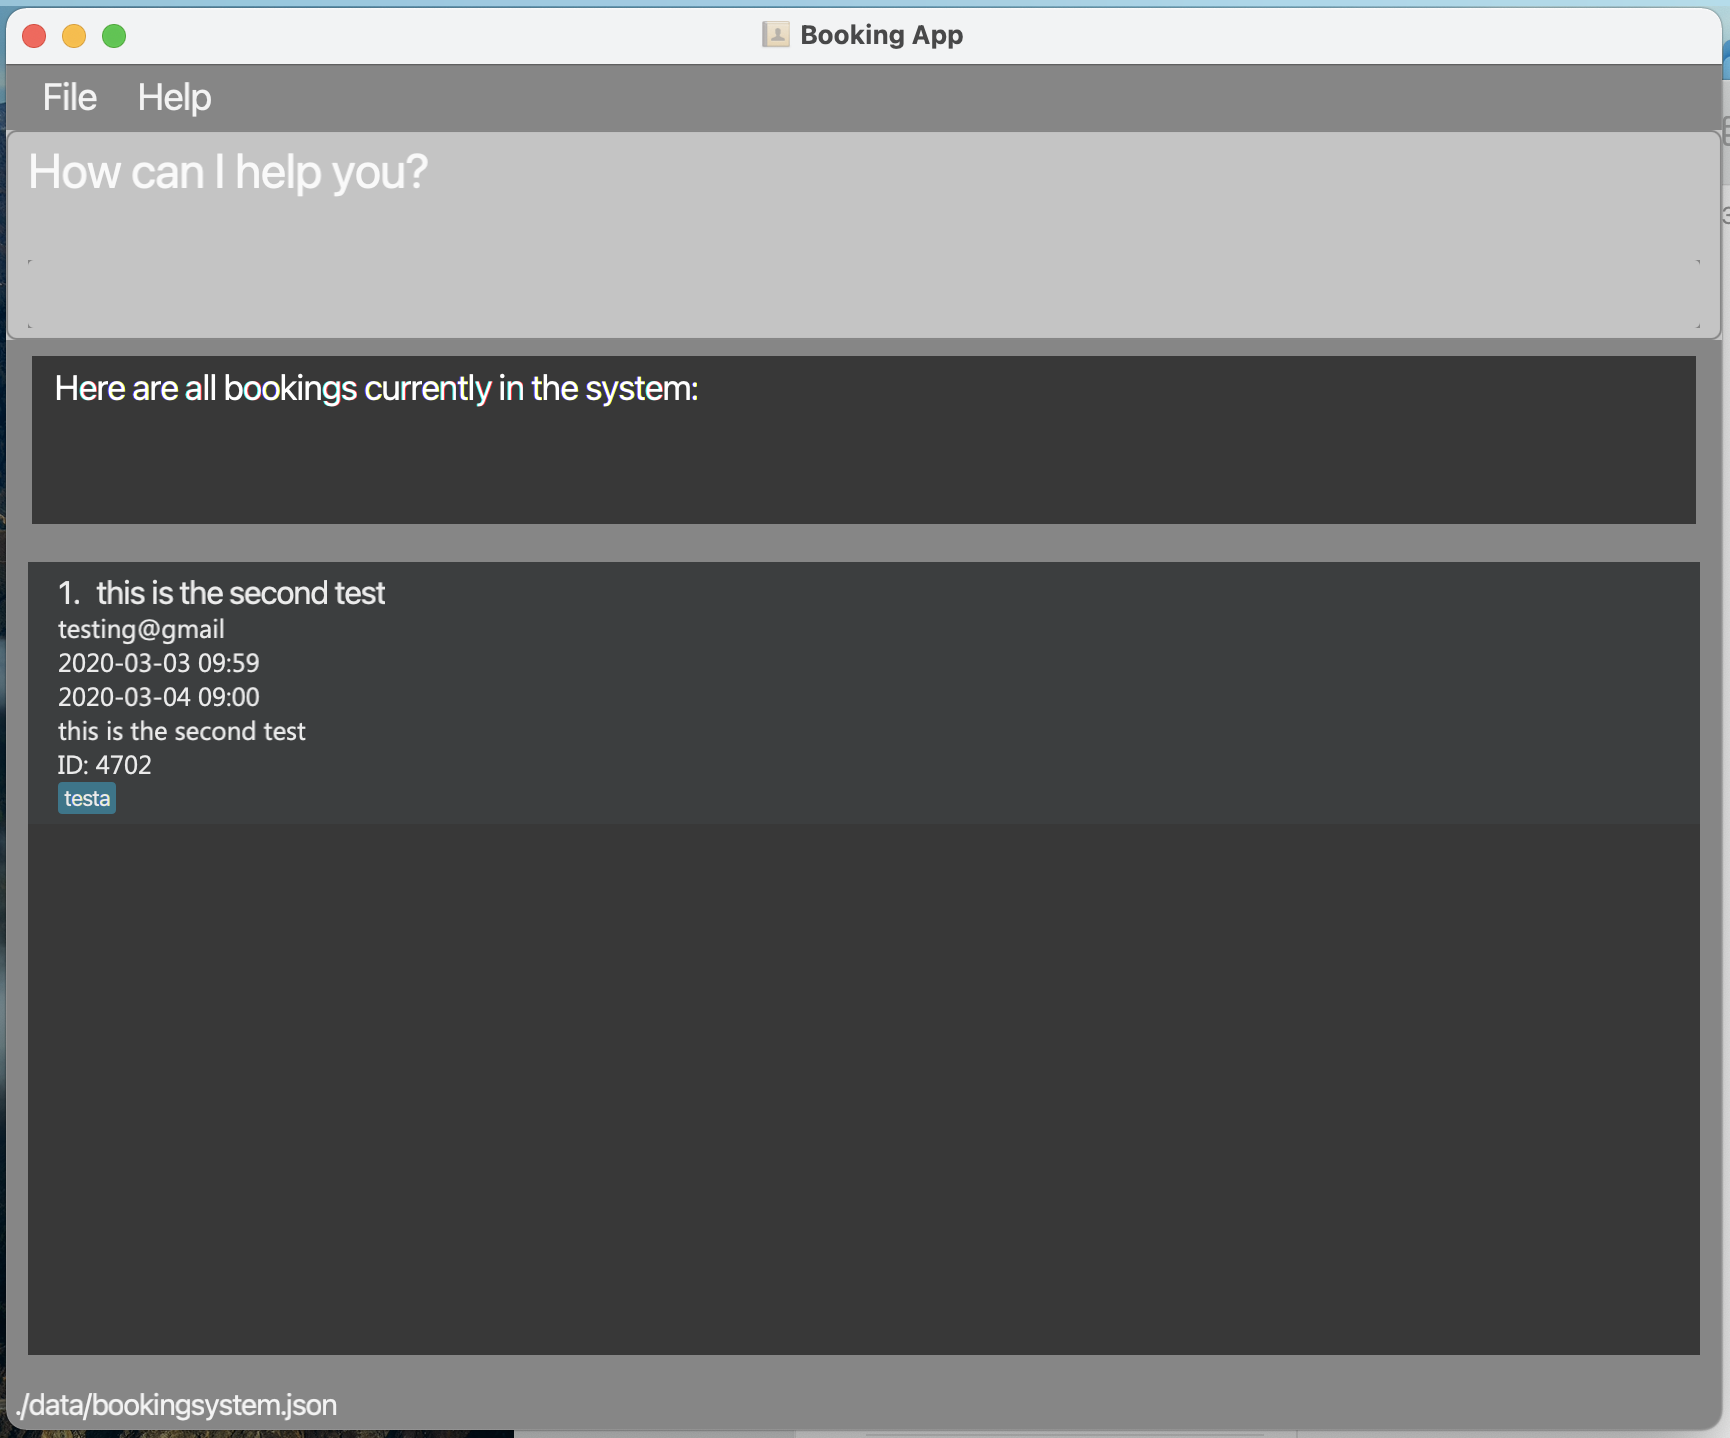 Booking App
File Help
How can I help you?
Here are all bookings currently in the system:
1. this is the second test
testing@gmail
2020-03-03 09:59
2020-03-04 09:00
this is the second test
ID: 4702
testa
./data/bookingsystem.json